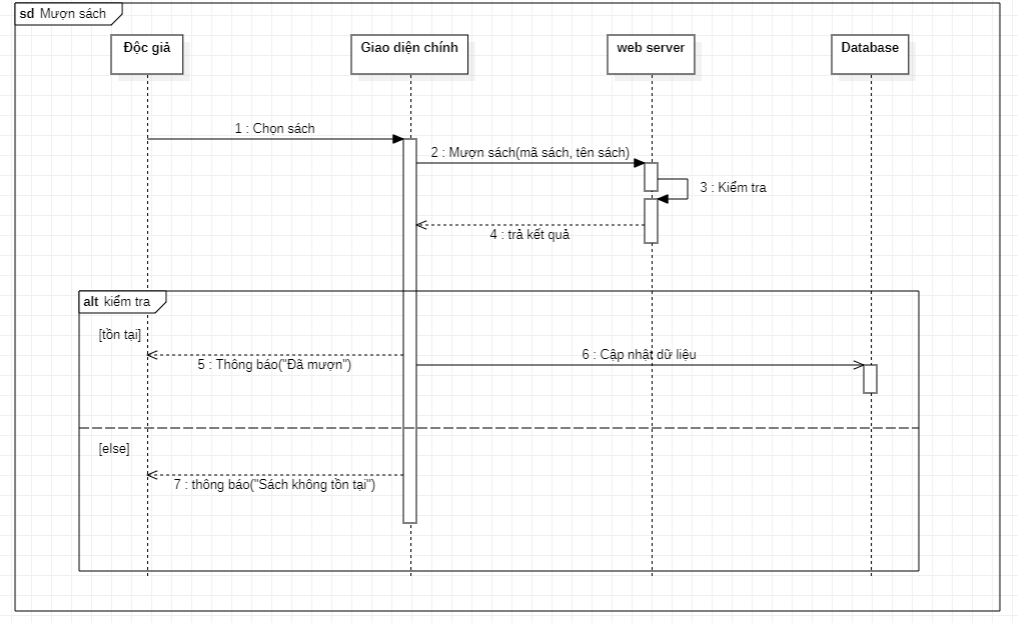 sd Mượn sách
Độc giả
Giao diện chính
web server
Database
1 : Chọn sách
2 : Mượn sách(mã sách, tên sách)
3 : Kiểm tra
4 : trả kết quả
alt kiểm tra
[tồn tại]
5 : Thông báo("Đã mượn")
6 : Cập nhật dữ liệu
[else]
7 : thông báo("Sách không tồn tại")